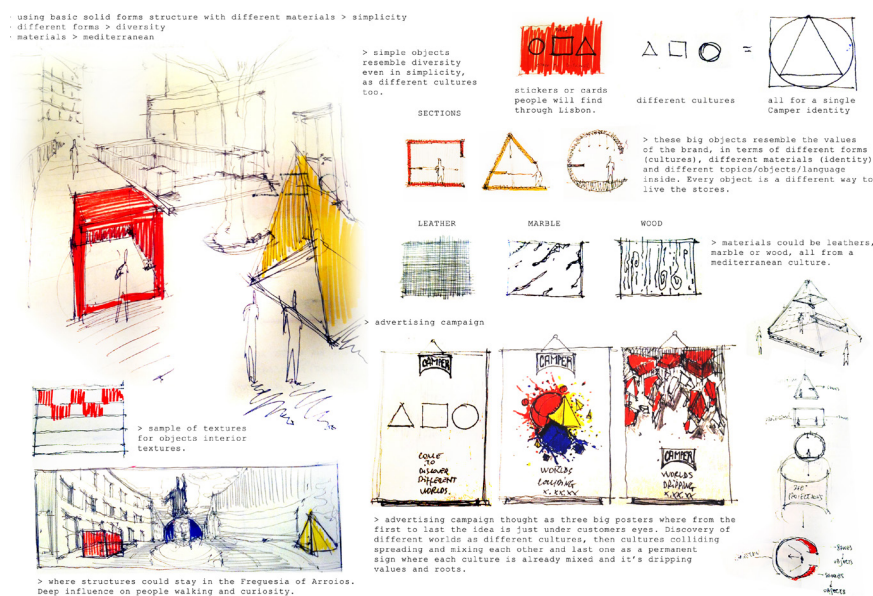 · using basic solid forms structure with different materials > simplicity
· different forms > diversity
· materials > mediterranean
> simple objects
resemble diversity
even in simplicity,
as different cultures
too.
stickers or cards
people will find
through Lisbon.
different cultures
=
all for a single
Camper identity
SECTIONS
> these big objects resemble the values
of the brand, in terms of different forms
(cultures), different materials (identity)
and different topics/objects/language
inside. Every object is a different way to
live the stores.
LEATHER
MARBLE
WOOD
> materials could be leathers,
marble or wood, all from a
mediterranean culture.
> advertising campaign
CAMPER
COME
TO
DISCOVER
DIFFERENT
WORLDS.
CAMPER
WORLDS
COLLIDING
X.XX.XX
CAMPER
WORLDS
DRIPPING
X.XX.XX
> sample of textures
for objects interior
textures.
> advertising campaign thought as three big posters where from the
first to last the idea is just under customers eyes. Discovery of
different worlds as different cultures, then cultures colliding
spreading and mixing each other and last one as a permanent
sign where each culture is already mixed and it's dripping
values and roots.
> where structures could stay in the Freguesia of Arroios.
Deep influence on people walking and curiosity.
360°
PROJECTIONS
OBJECTS
OBJECTS